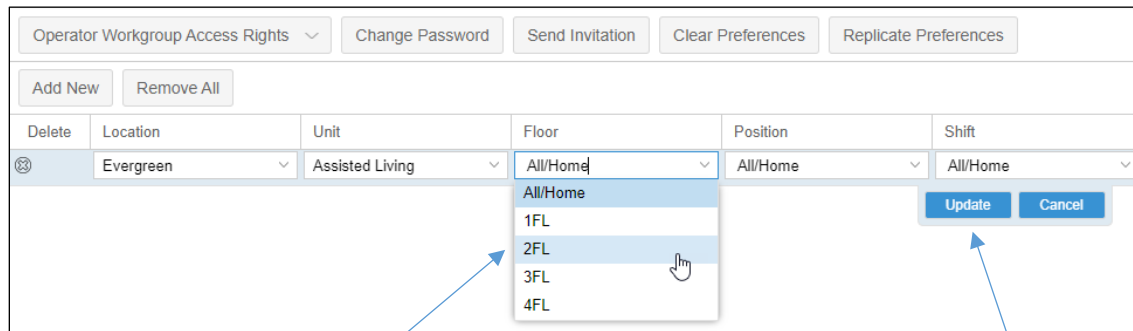 Operator Workgroup Access Rights Change Password Send Invitation Clear Preferences Replicate Preferences
Add New Remove All
Delete Location Unit Floor Position Shift
Evergreen Assisted Living All/Home All/Home All/Home
All/Home
Update Cancel
1FL
2FL
3FL
4FL